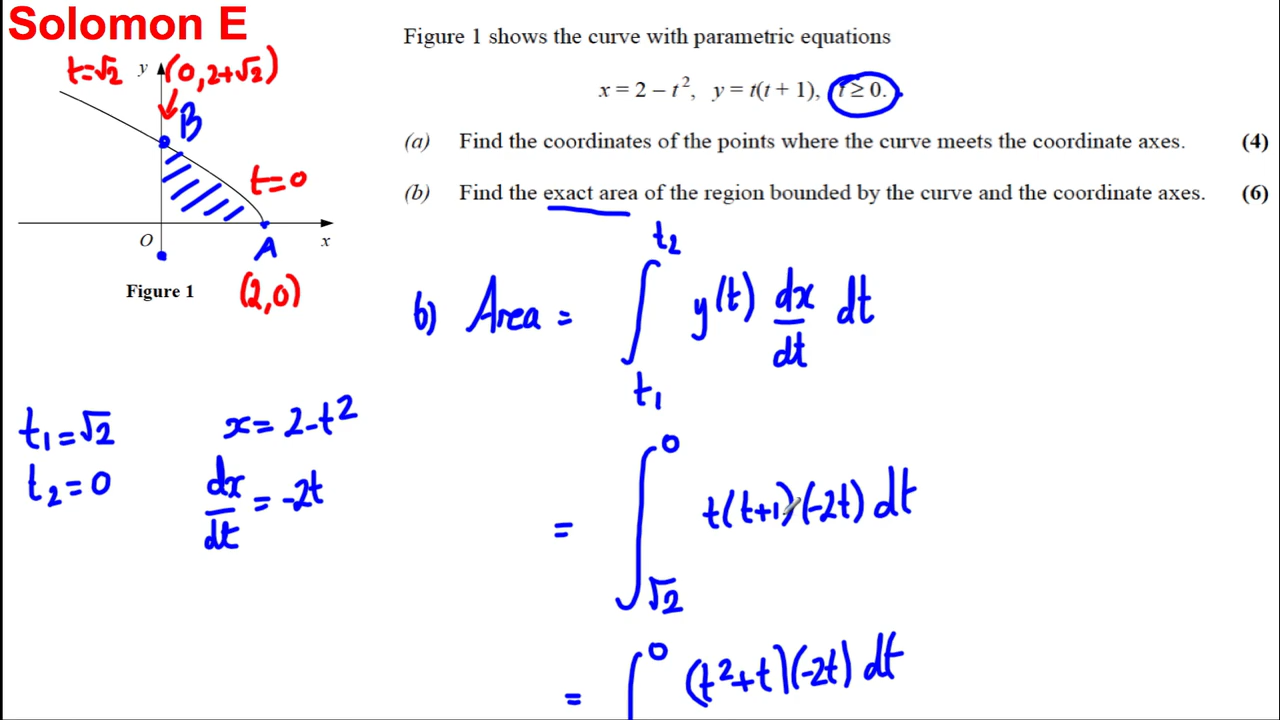 Solomon E
t=√2 y (0, 2+√2)
B
t=0
O A x
Figure 1 (2,0)
Figure 1 shows the curve with parametric equations
x = 2 – t², y = t(t + 1), t ≥ 0.
(a) Find the coordinates of the points where the curve meets the coordinate axes. (4)
(b) Find the exact area of the region bounded by the curve and the coordinate axes. (6)
b) Area = ∫ t₁ t₂ y(t) dx/dt dt
t₁ = √2
t₂ = 0
x = 2-t²
dx/dt = -2t
= ∫ √2 0 t(t+1)(-2t) dt
= ∫ 0 (t²+t)(-2t) dt